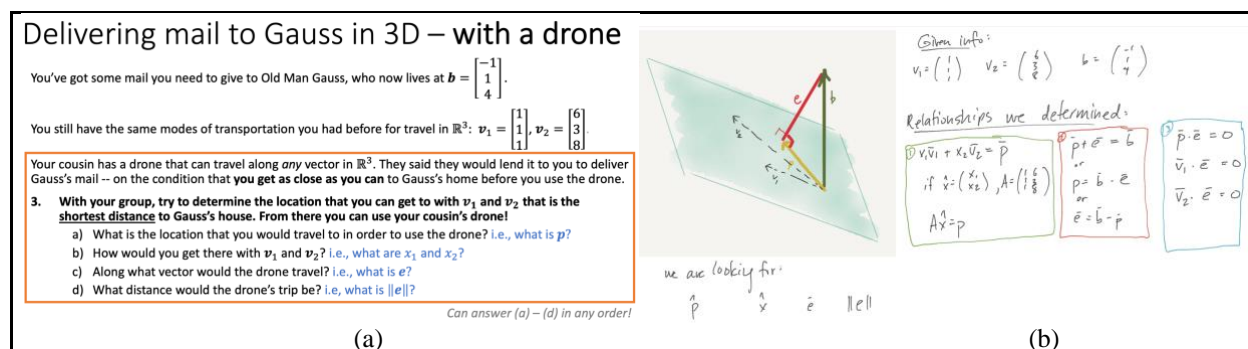 Delivering mail to Gauss in 3D – with a drone
You've got some mail you need to give to Old Man Gauss, who now lives at b = [-1 1 4].
You still have the same modes of transportation you had before for travel in ℝ³: v₁ = [1 1 1], v₂ = [6 3 8].
Your cousin has a drone that can travel along any vector in ℝ³. They said they would lend it to you to deliver
Gauss's mail -- on the condition that you get as close as you can to Gauss's home before you use the drone.
3. With your group, try to determine the location that you can get to with v₁ and v₂ that is the
shortest distance to Gauss's house. From there you can use your cousin's drone!
a) What is the location that you would travel to in order to use the drone? i.e., what is p?
b) How would you get there with v₁ and v₂? i.e., what are x₁ and x₂?
c) Along what vector would the drone travel? i.e., what is e?
d) What distance would the drone's trip be? i.e, what is ||e||?
Can answer (a) – (d) in any order!
(a)
e
b
v₁
we are looking for:
p̂ x̂ ē ||e||
Given info:
v₁ = (1 1 1) v₂ = (6 3 8) b = (-1 1 4)
Relationships we determined:
① v₁v̄₁ + x₂v̄₂ = p̄
if x̂ = (x₁ x₂), A = (1 6 1 3 1 8)
Ax̂ = p
p̄ + ē = b̄
or
p = b̄ - ē
or
ē = b̄ - p̄
p̄ · ē = 0
v̄₁ · ē = 0
v̄₂ · ē = 0
(b)